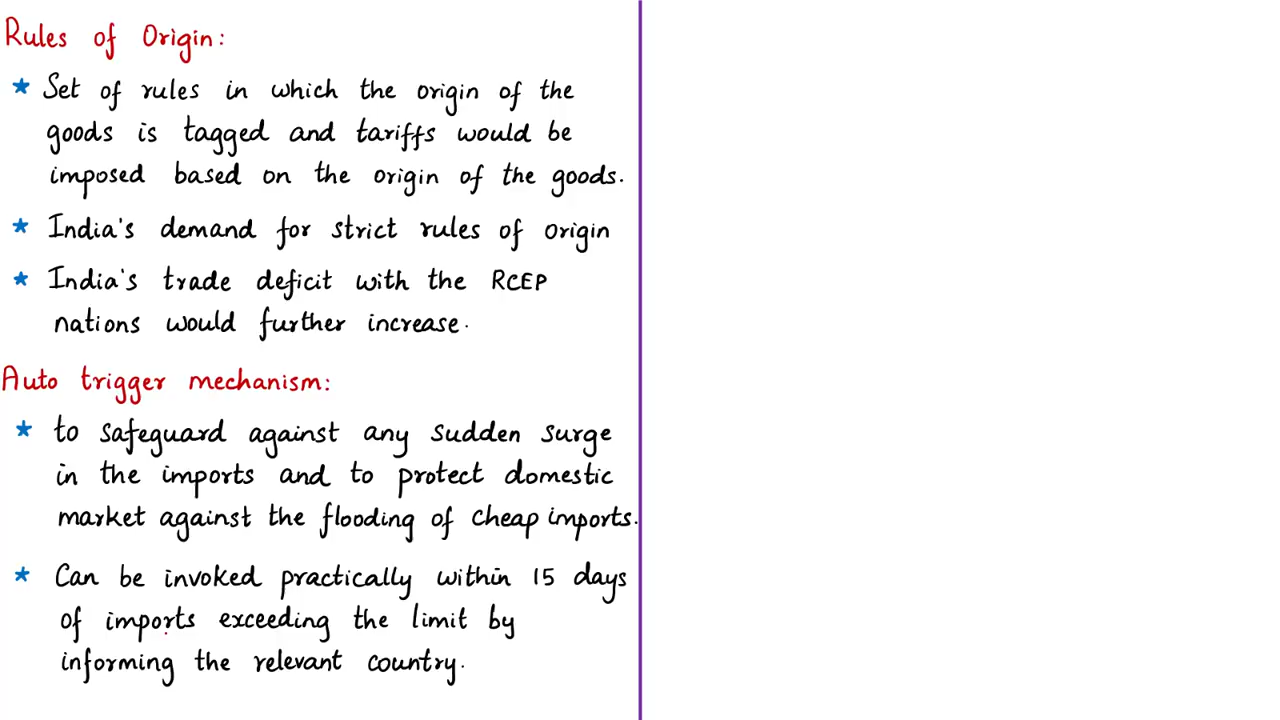 Rules of Origin:
★ Set of rules in which the origin of the
goods is tagged and tariffs would be
imposed based on the origin of the goods.
★ India's demand for strict rules of origin
★ India's trade deficit with the RCEP
nations would further increase.
Auto trigger mechanism:
★ to safeguard against any sudden surge
in the imports and to protect domestic
market against the flooding of cheap imports.
★ Can be invoked practically within 15 days
of imports exceeding the limit by
informing the relevant country.